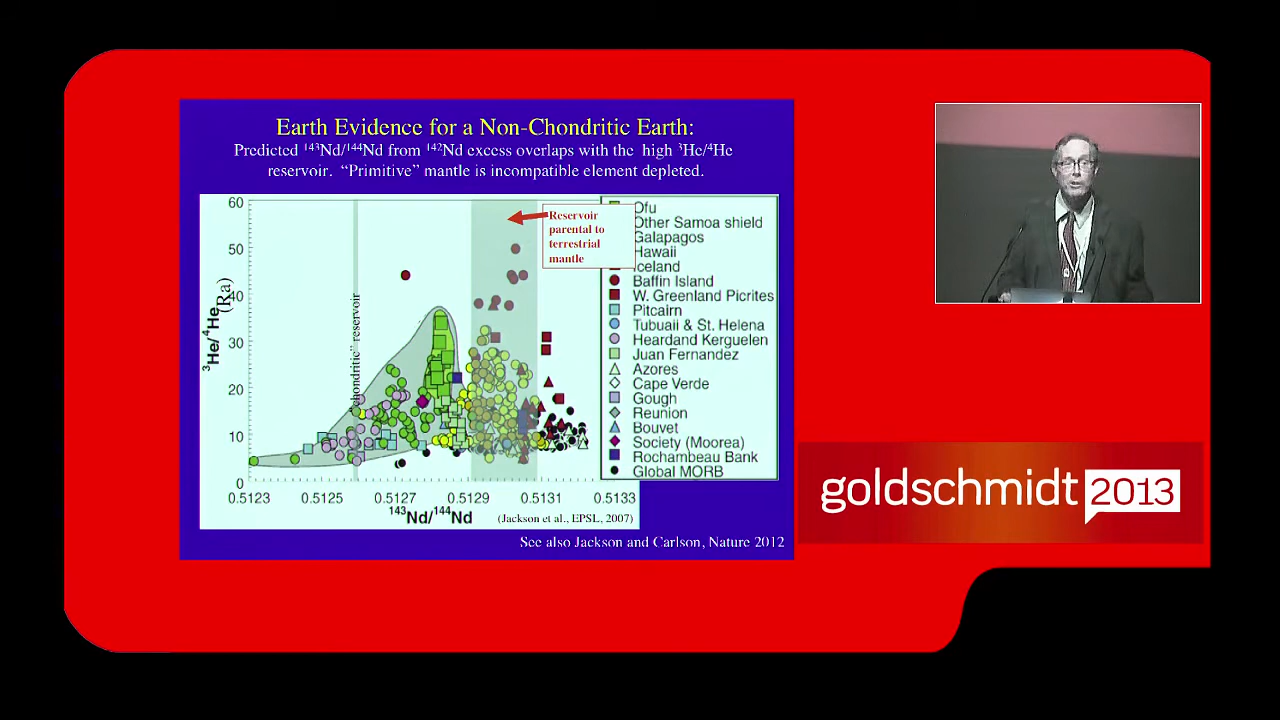 Earth Evidence for a Non-Chondritic Earth:
Predicted ¹⁴³Nd/¹⁴⁴Nd from ¹⁴²Nd excess overlaps with the high ³He/⁴He
reservoir. “Primitive” mantle is incompatible element depleted.
60
50
40
30
20
10
0
³He/⁴He
(Ra)
chondritic" reservoir
Reservoir
parental to
terrestrial
mantle
Ofu
Other Samoa shield
Galapagos
Hawaii
Iceland
Baffin Island
W. Greenland Picrites
Pitcairn
Tubuaii & St. Helena
Heardand Kerguelen
Juan Fernandez
Azores
Cape Verde
Gough
Reunion
Bouvet
Society (Moorea)
Rochambeau Bank
Global MORB
0.5123 0.5125 0.5127 0.5129 0.5131 0.5133
¹⁴³Nd/¹⁴⁴Nd
(Jackson et al., EPSL, 2007)
See also Jackson and Carlson, Nature 2012
goldschmidt 2013